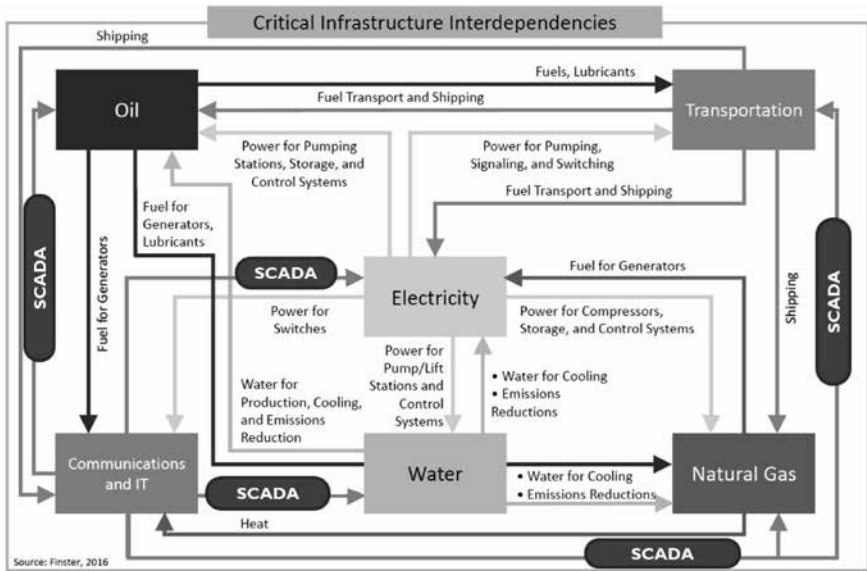 Critical Infrastructure Interdependencies
Shipping
Oil
Fuels, Lubricants
Fuel Transport and Shipping
Transportation
Power for Pumping
Stations, Storage, and
Control Systems
Power for Pumping,
Signaling, and Switching
Fuel Transport and Shipping
Fuel for
Generators,
Lubricants
SCADA
Fuel for Generators
SCADA
Electricity
Fuel for Generators
Shipping
SCADA
Power for
Switches
Power for Compressors,
Storage, and Control Systems
Power for
Pump/Lift
Stations and
Control
Systems
• Water for Cooling
• Emissions
Reductions
Water for
Production, Cooling,
and Emissions
Reduction
Communications
and IT
SCADA
Water
• Water for Cooling
• Emissions Reductions
Natural Gas
Heat
SCADA
Source: Finster, 2016